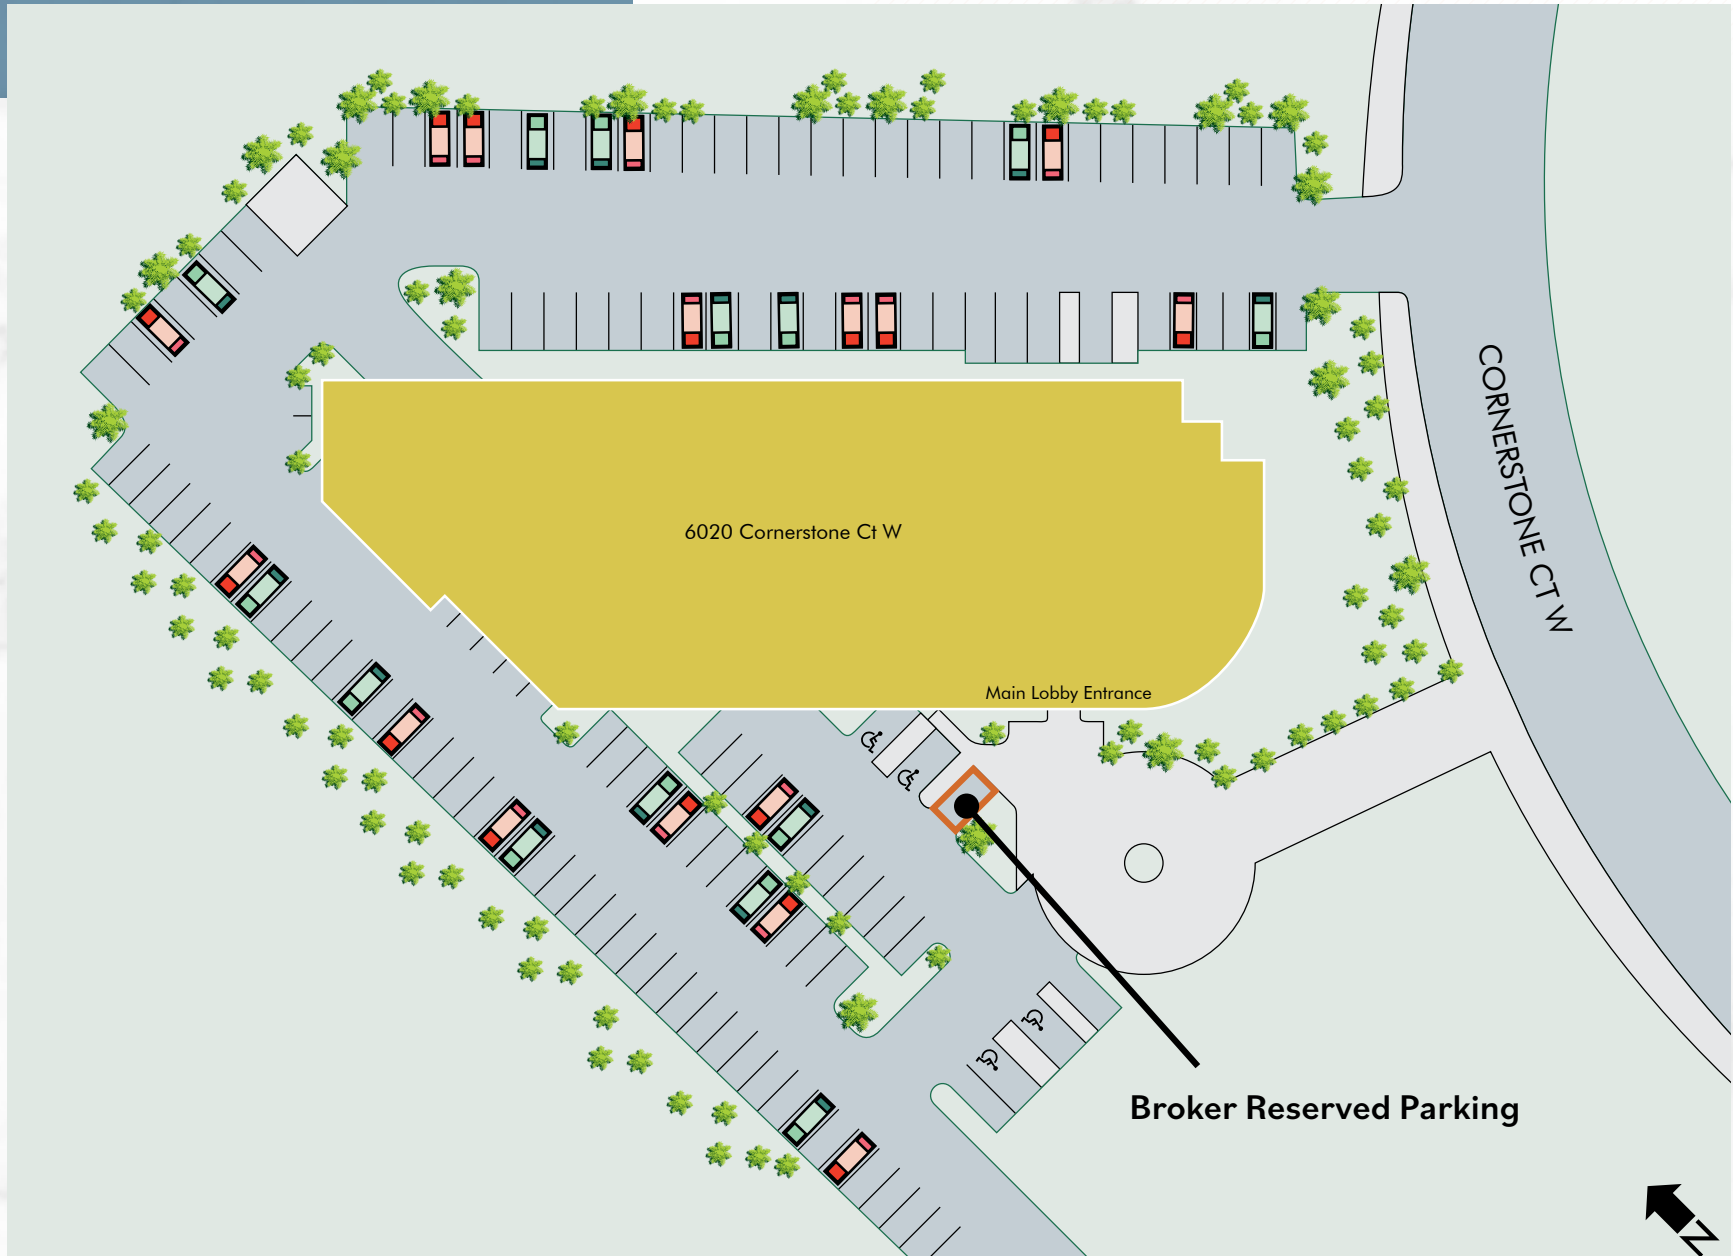 6020 Cornerstone Ct W
CORNERSTONE CT W
Main Lobby Entrance
Broker Reserved Parking
N